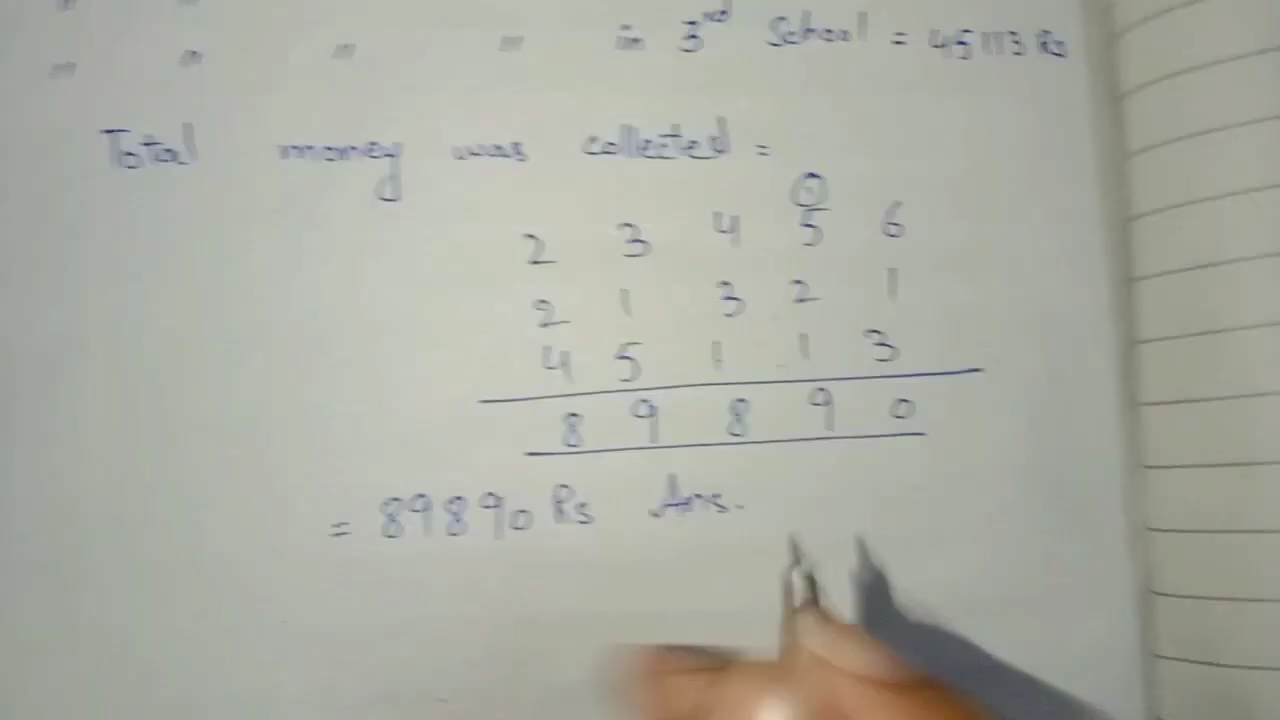 " " " " in 3rd School = 45113 Rs
Total money was collected =
①
2 3 4 5 6
2 1 3 2 1
4 5 1 1 3
8 9 8 9 0
= 89890 Rs Ans.